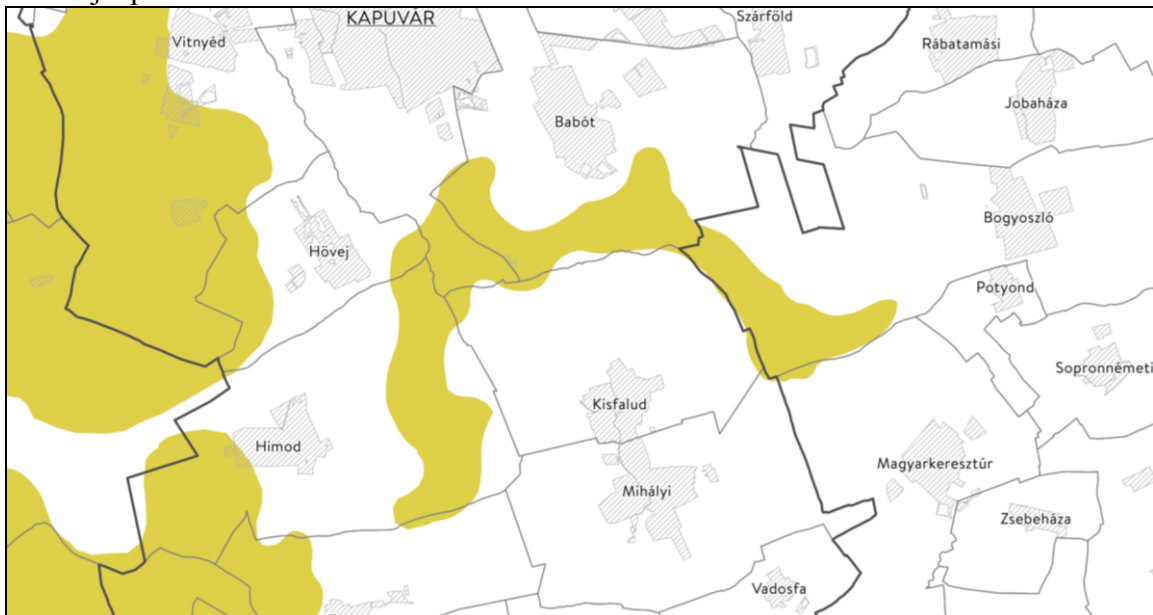 KAPUVÁR
Szárföld
Vitnyéd
Rábatamási
Jobaháza
Babót
Bogyoszló
Hövej
Potyond
Sopronnémeti
Kisfalud
Himod
Magyarkeresztúr
Mihályi
Zsebeháza
Vadosfa